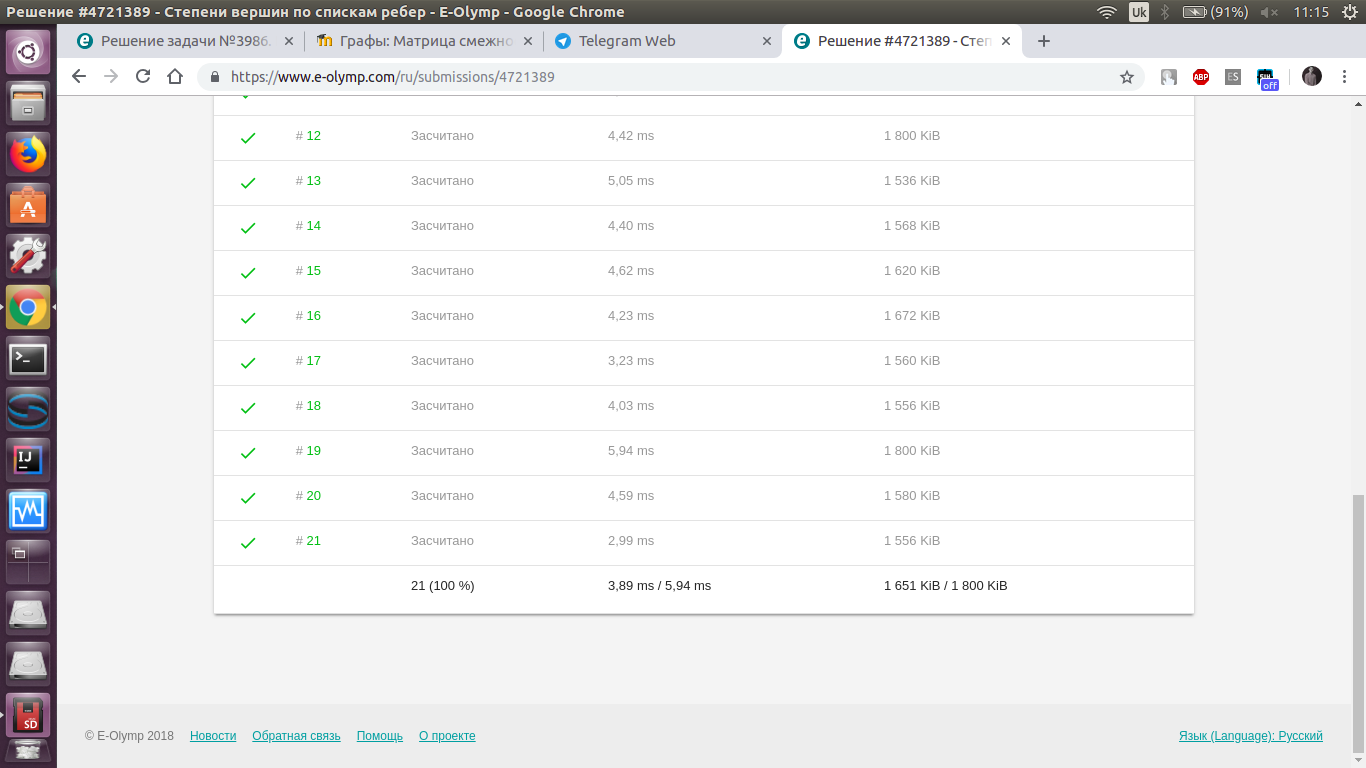 Решение #4721389 - Степени вершин по спискам ребер - E-Olymp - Google Chrome
Uk
(91%)
11:15
Решение задачи №3986.
Графы: Матрица смежно
Telegram Web
Решение #4721389 - Степ
https://www.e-olymp.com/ru/submissions/4721389
ABP
ES
off
# 12 Засчитано 4,42 ms 1 800 KiB
# 13 Засчитано 5,05 ms 1 536 KiB
# 14 Засчитано 4,40 ms 1 568 KiB
# 15 Засчитано 4,62 ms 1 620 KiB
# 16 Засчитано 4,23 ms 1 672 KiB
# 17 Засчитано 3,23 ms 1 560 KiB
# 18 Засчитано 4,03 ms 1 556 KiB
# 19 Засчитано 5,94 ms 1 800 KiB
# 20 Засчитано 4,59 ms 1 580 KiB
# 21 Засчитано 2,99 ms 1 556 KiB
21 (100 %) 3,89 ms / 5,94 ms 1 651 KiB / 1 800 KiB
IJ
SD
© E-Olymp 2018 Новости Обратная связь Помощь О проекте Язык (Language): Русский